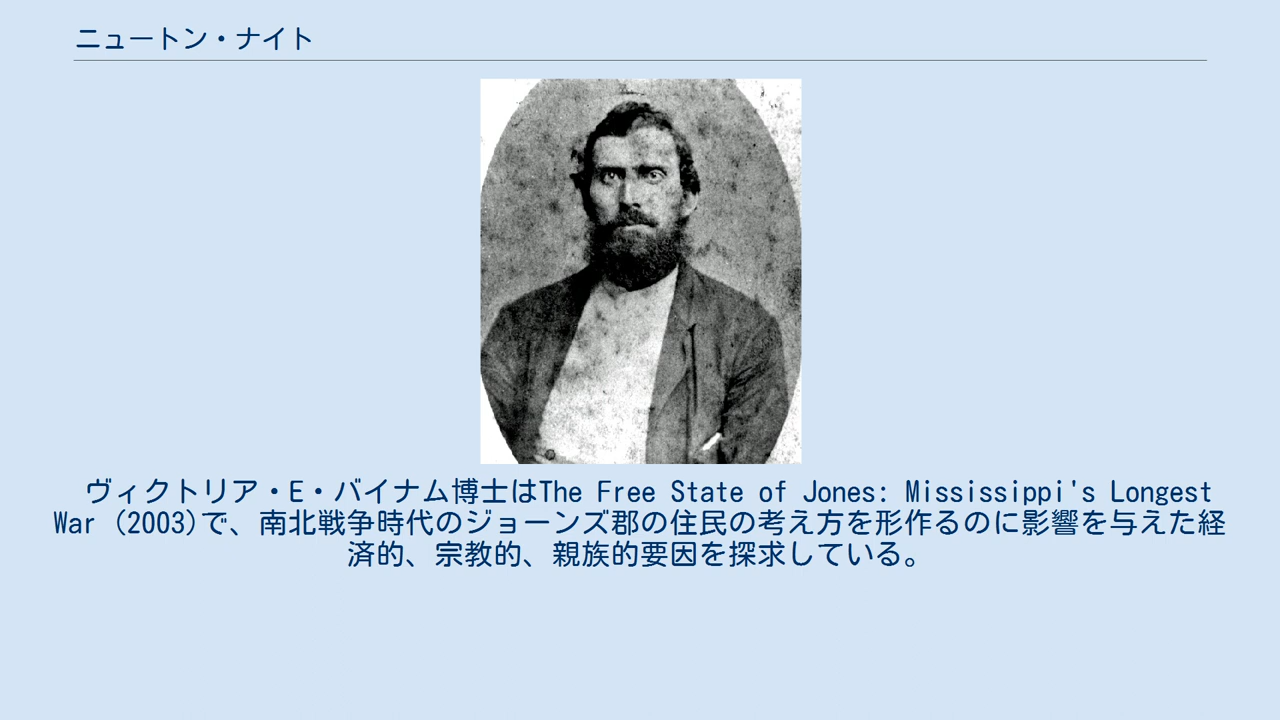 ニュートン・ナイト
ヴィクトリア・E・バイナム博士はThe Free State of Jones: Mississippi's Longest
War (2003)で、南北戦争時代のジョーンズ郡の住民の考え方を形作るのに影響を与えた経
済的、宗教的、親族的要因を探求している。